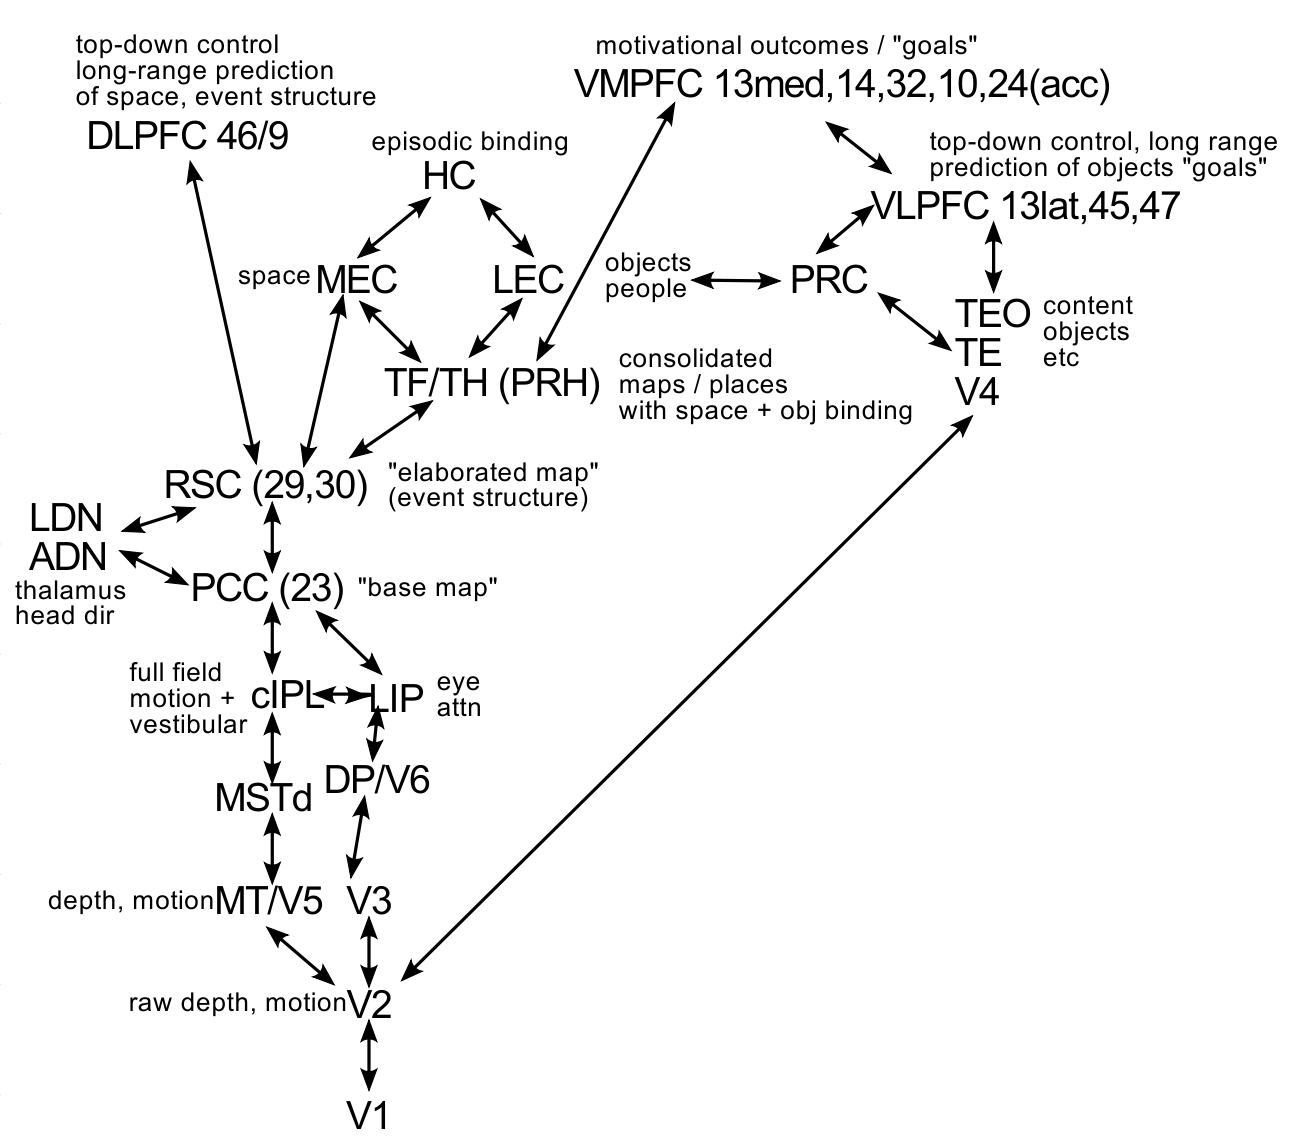 top-down control
long-range prediction
of space, event structure
DLPFC 46/9
motivational outcomes / "goals"
VMPFC 13med,14,32,10,24(acc)
episodic binding
HC
top-down control, long range
prediction of objects "goals"
VLPFC 13lat,45,47
space MEC
LEC
objects
people
PRC
TEO
TE
V4
content
objects
etc
TF/TH (PRH)
consolidated
maps / places
with space + obj binding
RSC (29,30)
"elaborated map"
(event structure)
LDN
ADN
thalamus
head dir
PCC (23) "base map"
full field
motion +
vestibular
cIPL
LIP
eye
attn
MSTd
DP/V6
depth, motion MT/V5
V3
raw depth, motion V2
V1